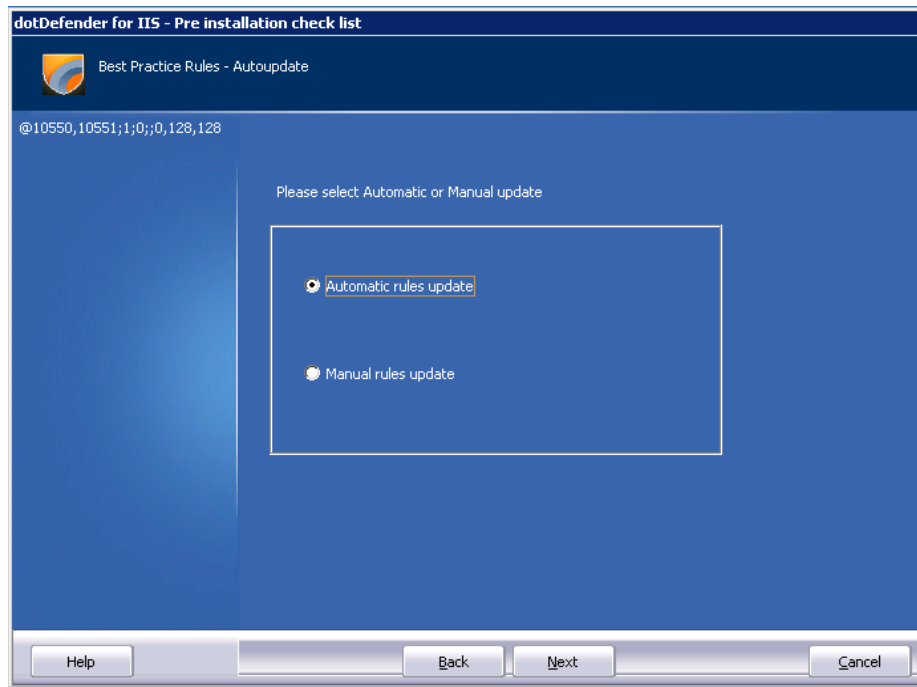 dotDefender for IIS - Pre installation check list
Best Practice Rules - Autoupdate
@10550,10551;1;0;;0,128,128
Please select Automatic or Manual update
Automatic rules update
Manual rules update
Help
Back
Next
Cancel